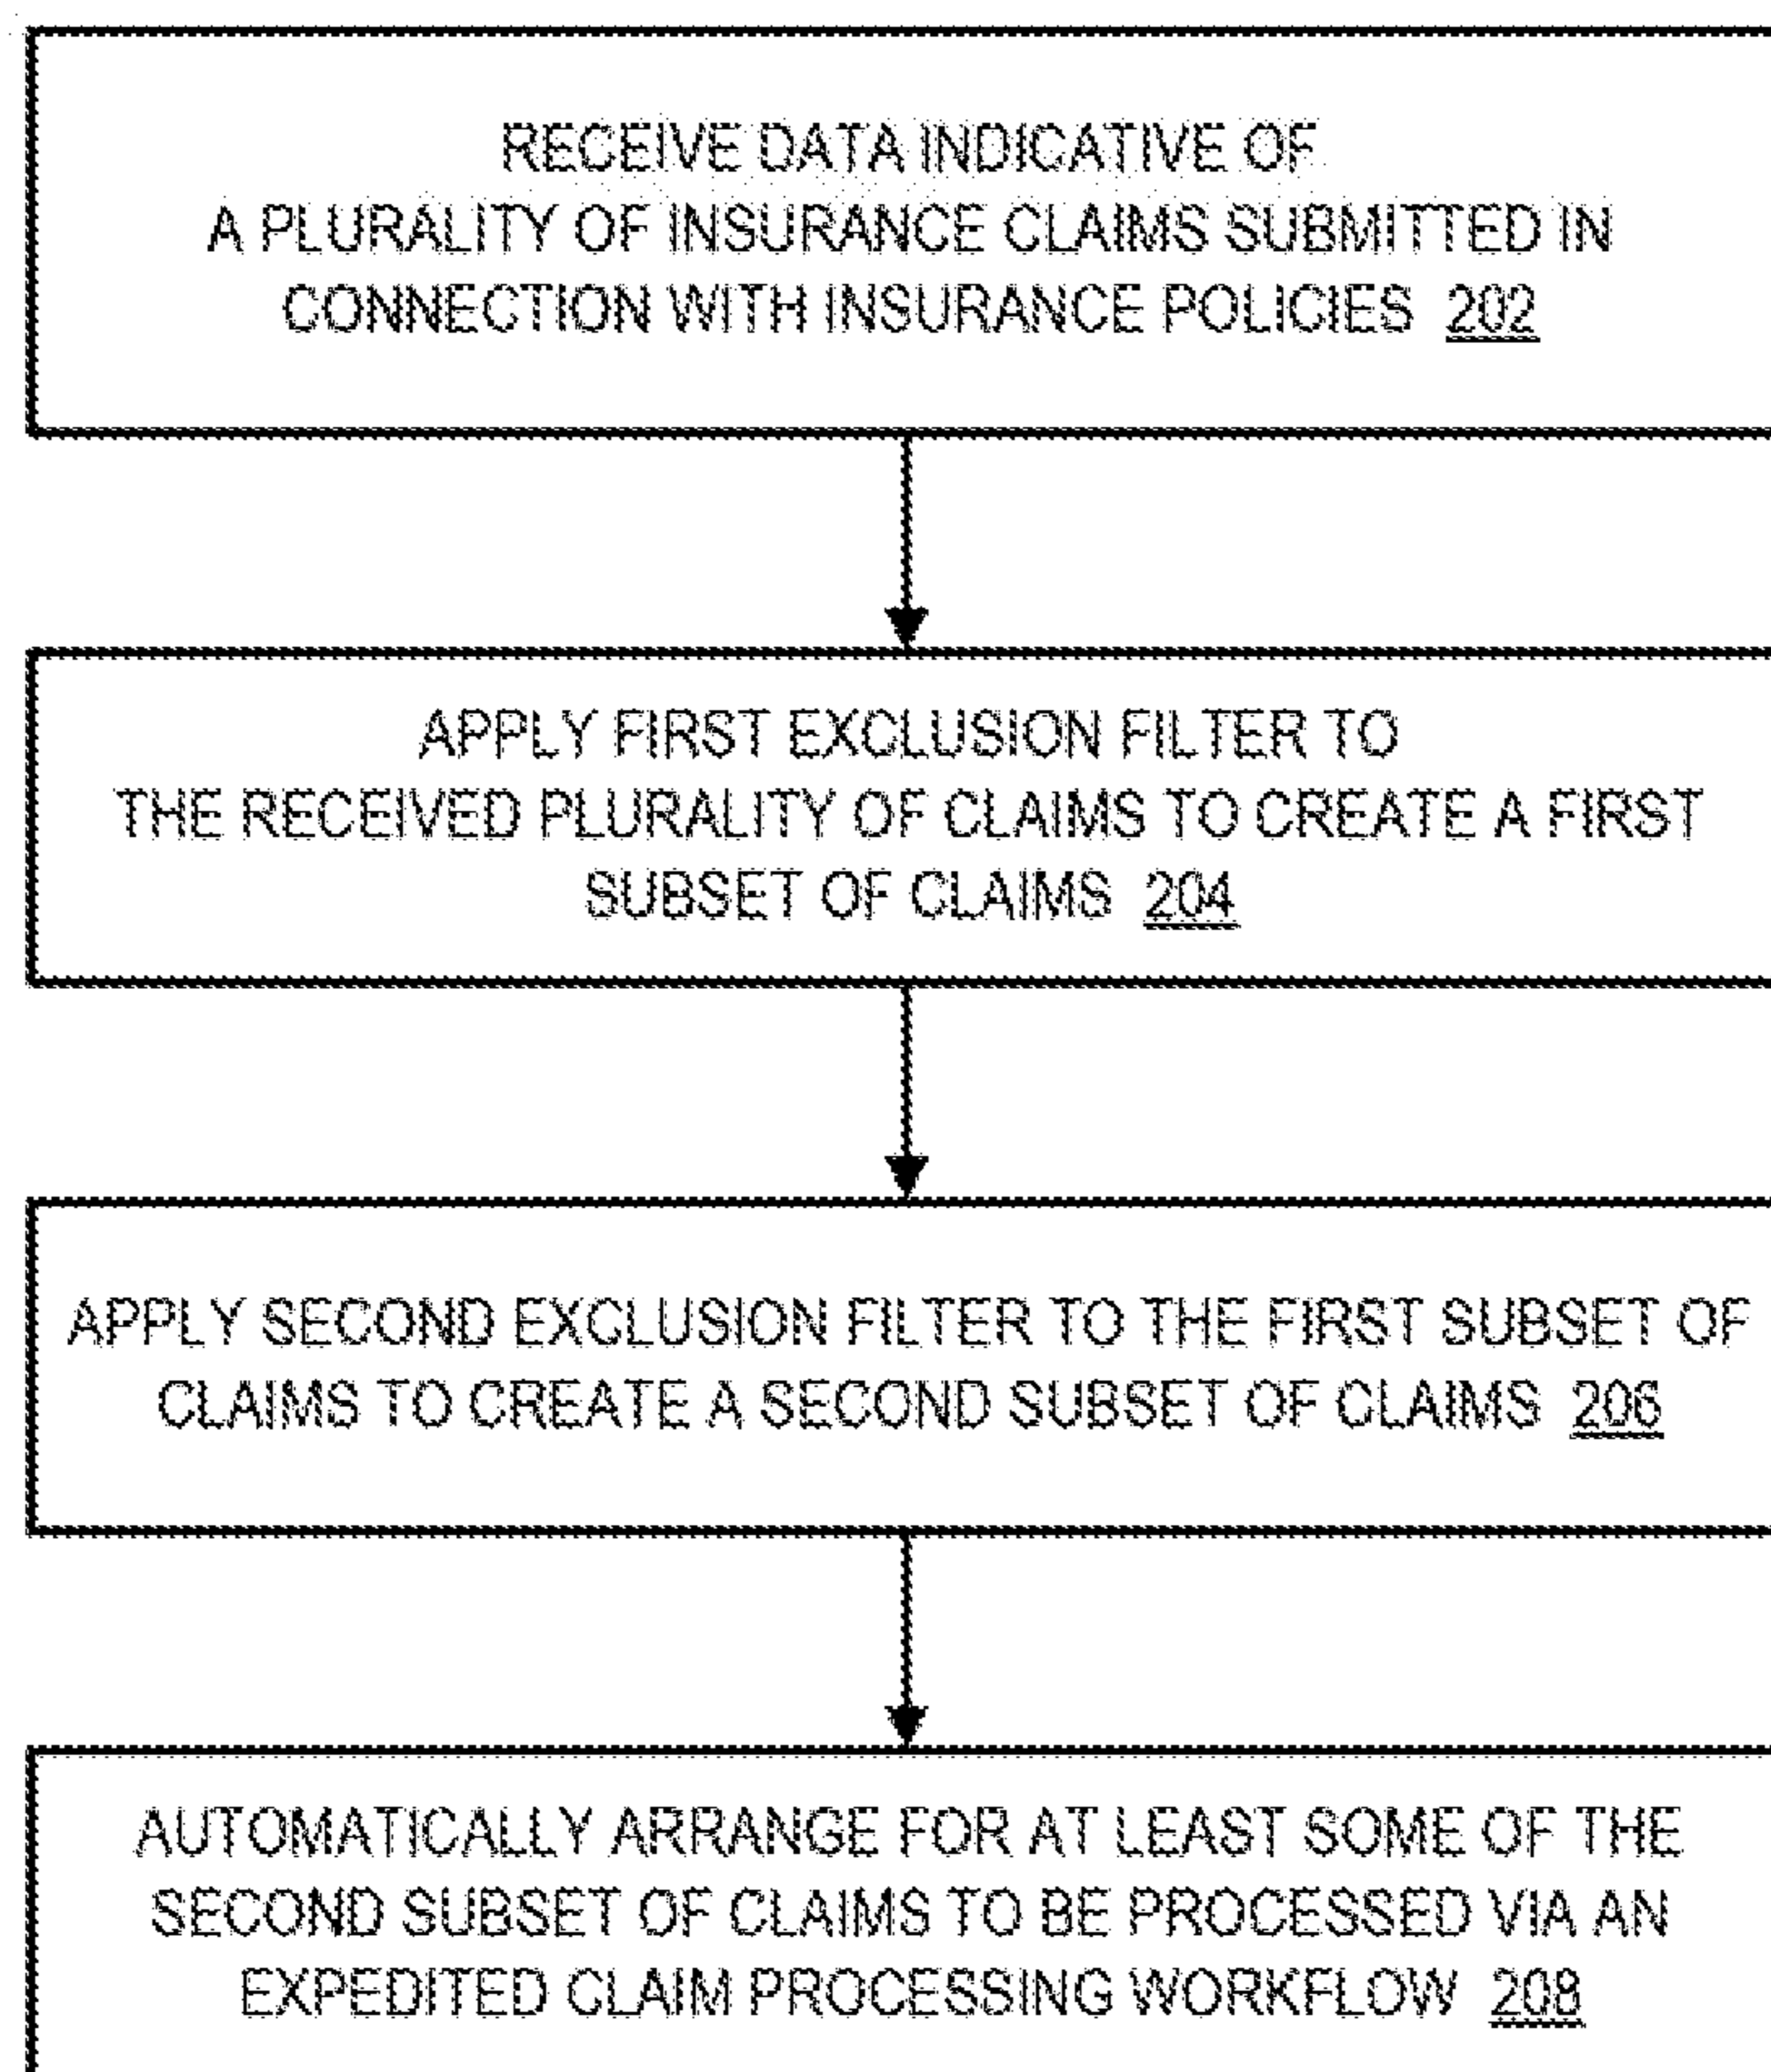 RECEIVE DATA INDICATIVE OF
A PLURALITY OF INSURANCE CLAIMS SUBMITTED IN
CONNECTION WITH INSURANCE POLICIES 202
APPLY FIRST EXCLUSION FILTER TO
THE RECEIVED PLURALITY OF CLAIMS TO CREATE A FIRST
SUBSET OF CLAIMS 204
APPLY SECOND EXCLUSION FILTER TO THE FIRST SUBSET OF
CLAIMS TO CREATE A SECOND SUBSET OF CLAIMS 206
AUTOMATICALLY ARRANGE FOR AT LEAST SOME OF THE
SECOND SUBSET OF CLAIMS TO BE PROCESSED VIA AN
EXPEDITED CLAIM PROCESSING WORKFLOW 208